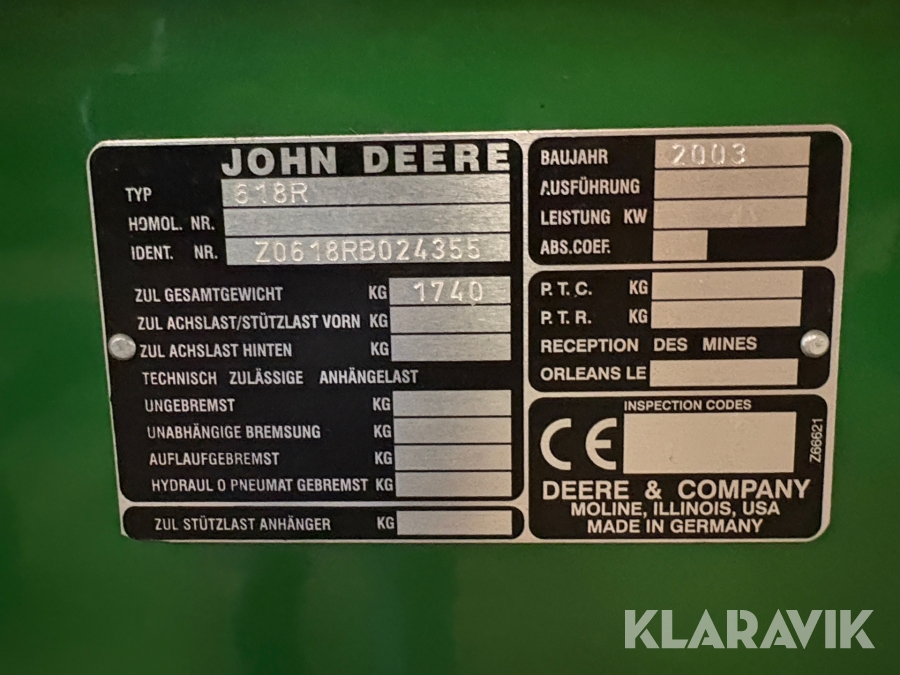 JOHN DEERE
TYP 618R
HOMOL. NR.
IDENT. NR. Z0618RB024355
ZUL GESAMTGEWICHT KG 1740
ZUL ACHSLAST/STÜTZLAST VORN KG
ZUL ACHSLAST HINTEN KG
TECHNISCH ZULÄSSIGE ANHÄNGELAST
UNGEBREMST KG
UNABHÄNGIGE BREMSUNG KG
AUFLAUFGEBREMST KG
HYDRAUL O PNEUMAT GEBREMST KG
ZUL STÜTZLAST ANHÄNGER KG
BAUJAHR 2003
AUSFÜHRUNG
LEISTUNG KW
ABS.COEF.
P.T.C. KG
P.T.R. KG
RECEPTION DES MINES
ORLEANS LE
INSPECTION CODES
CE
Z66621
DEERE & COMPANY
MOLINE, ILLINOIS, USA
MADE IN GERMANY
KLARAVIK